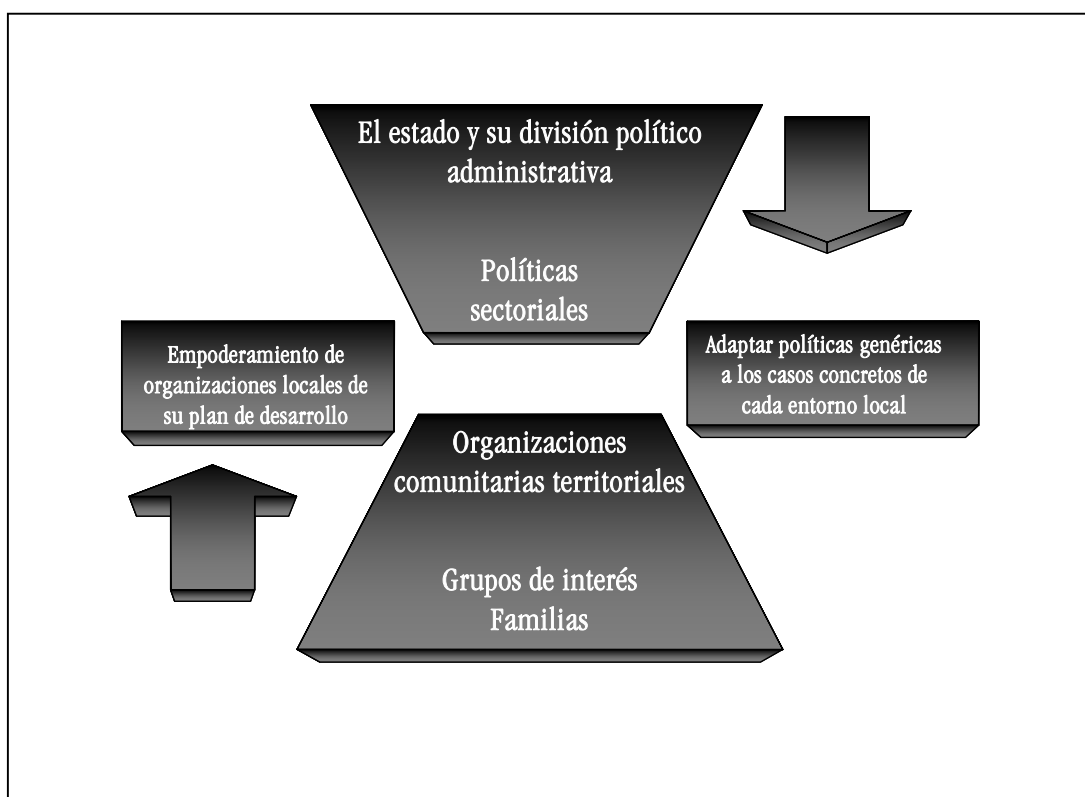 El estado y su división político
administrativa
Políticas
sectoriales
Empoderamiento de
organizaciones locales de
su plan de desarrollo
Adaptar políticas genéricas
a los casos concretos de
cada entorno local
Organizaciones
comunitarias territoriales
Grupos de interés
Familias